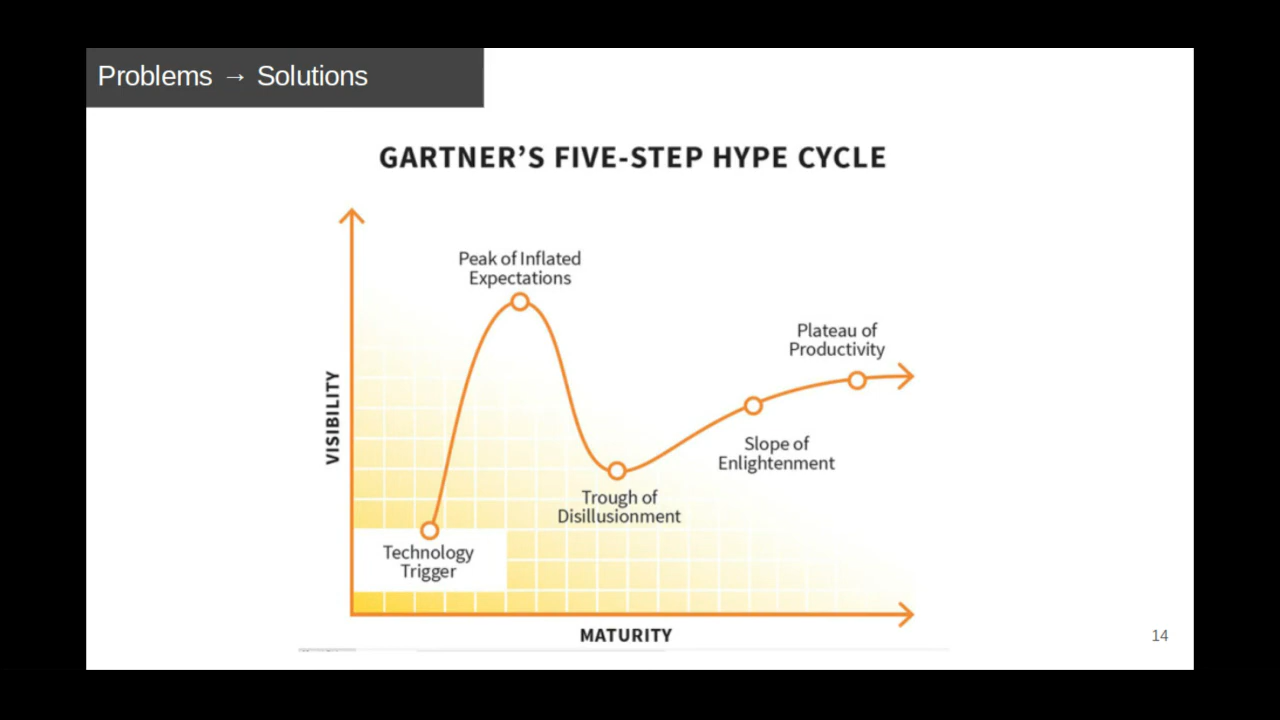 Problems → Solutions
GARTNER’S FIVE-STEP HYPE CYCLE
Peak of Inflated
Expectations
Plateau of
Productivity
VISIBILITY
Slope of
Enlightenment
Trough of
Disillusionment
Technology
Trigger
MATURITY
14